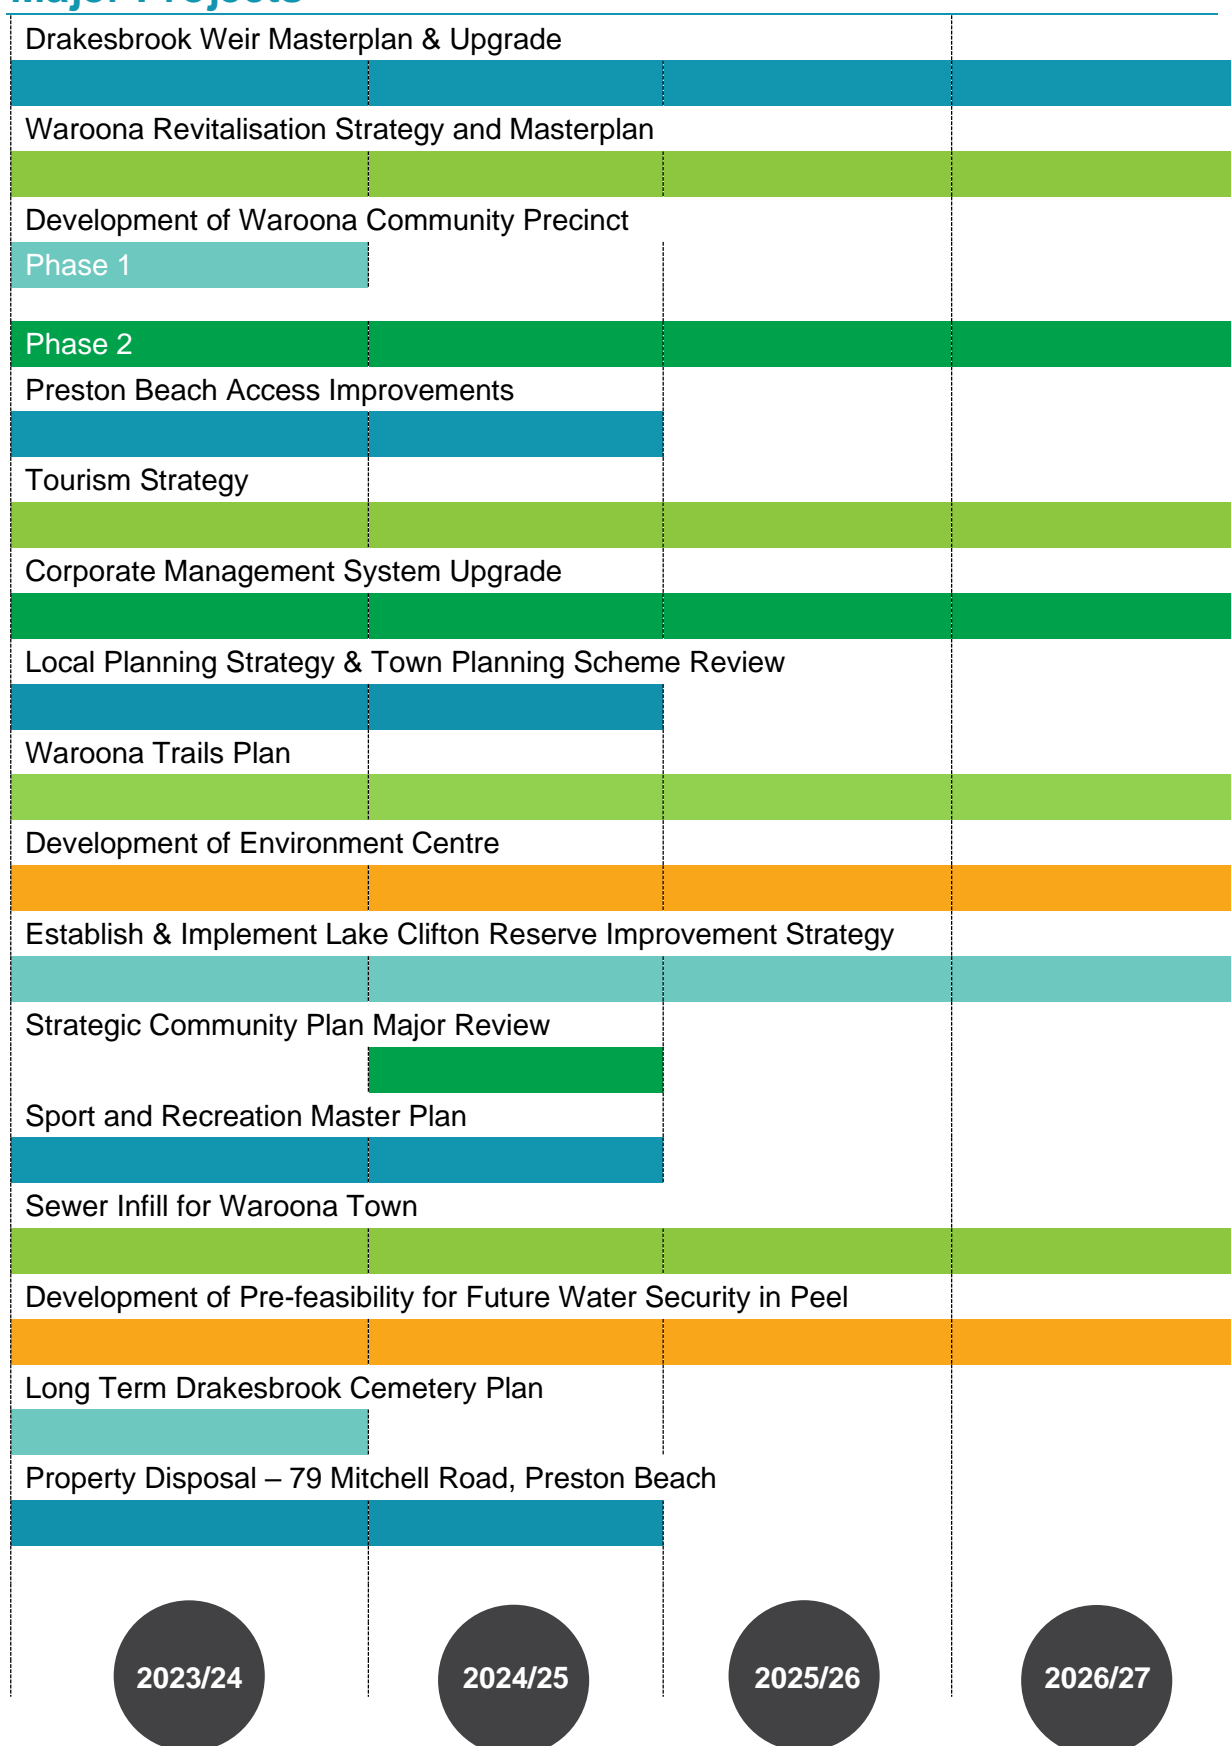 Major Projects
Drakesbrook Weir Masterplan & Upgrade
Waroona Revitalisation Strategy and Masterplan
Development of Waroona Community Precinct
Phase 1
Phase 2
Preston Beach Access Improvements
Tourism Strategy
Corporate Management System Upgrade
Local Planning Strategy & Town Planning Scheme Review
Waroona Trails Plan
Development of Environment Centre
Establish & Implement Lake Clifton Reserve Improvement Strategy
Strategic Community Plan Major Review
Sport and Recreation Master Plan
Sewer Infill for Waroona Town
Development of Pre-feasibility for Future Water Security in Peel
Long Term Drakesbrook Cemetery Plan
Property Disposal – 79 Mitchell Road, Preston Beach
2023/24 2024/25 2025/26 2026/27